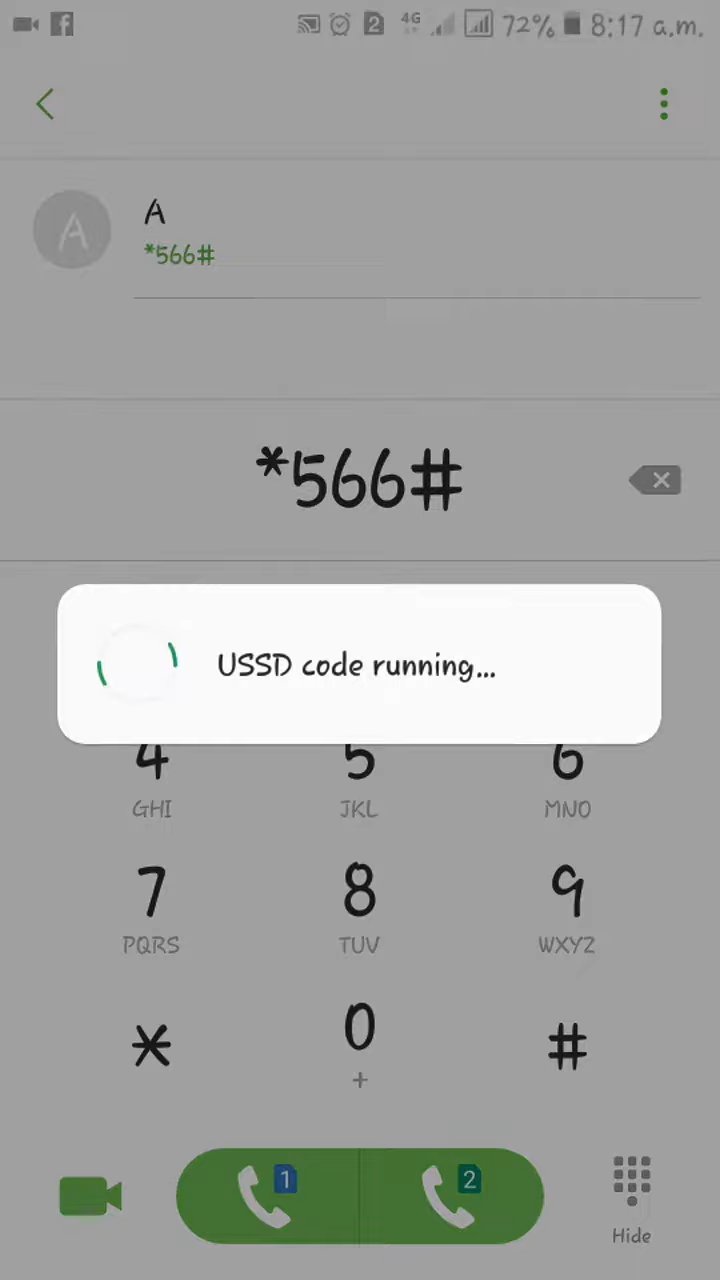 2 4G 72% 8:17 a.m.
A
A
*566#
*566#
USSD code running...
4 5 6
GHI JKL MNO
7 8 9
PQRS TUV WXYZ
* 0 #
+
1 2
Hide